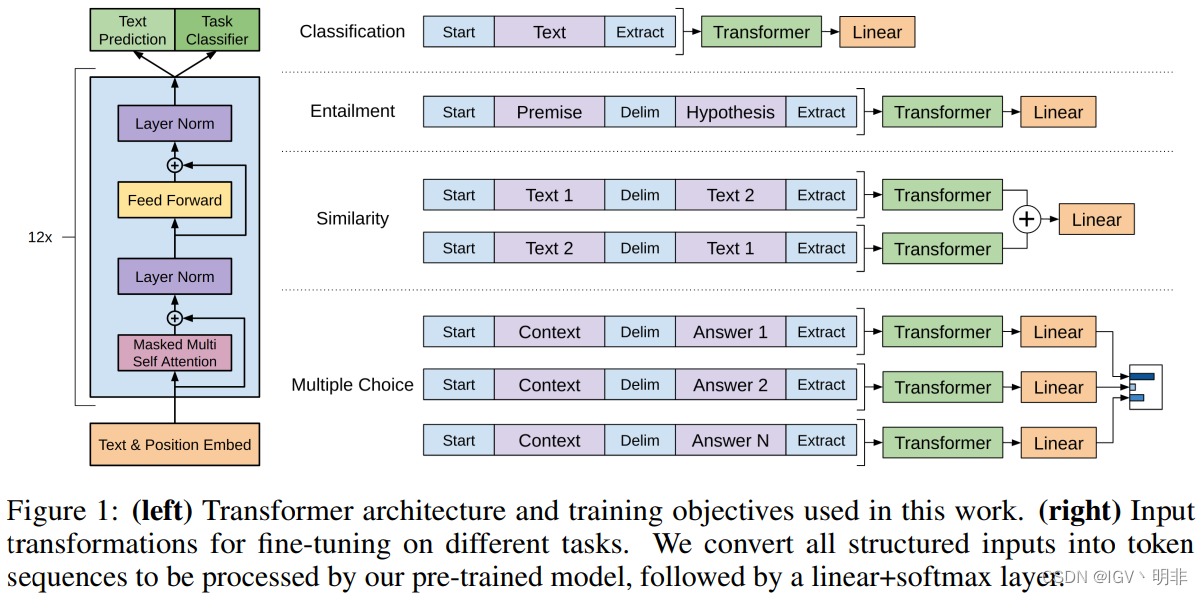 Text
Prediction
Task
Classifier
12x
Layer Norm
+
Feed Forward
Layer Norm
+
Masked Multi
Self Attention
Text & Position Embed
Classification
Start Text Extract Transformer Linear
Entailment
Start Premise Delim Hypothesis Extract Transformer Linear
Similarity
Start Text 1 Delim Text 2 Extract Transformer
+ Linear
Start Text 2 Delim Text 1 Extract Transformer
Multiple Choice
Start Context Delim Answer 1 Extract Transformer Linear
Start Context Delim Answer 2 Extract Transformer Linear
Start Context Delim Answer N Extract Transformer Linear
Figure 1: (left) Transformer architecture and training objectives used in this work. (right) Input
transformations for fine-tuning on different tasks. We convert all structured inputs into token
sequences to be processed by our pre-trained model, followed by a linear+softmax layer.
CSDN @IGV丶明非